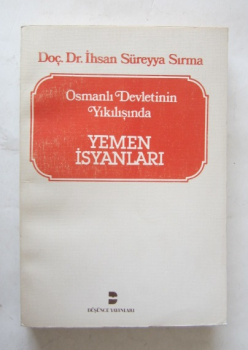 Doç. Dr. İhsan Süreyya Sırma
Osmanlı Devletinin
Yıkılışında
YEMEN
İSYANLARI
DÜŞÜNCE YAYINLARI